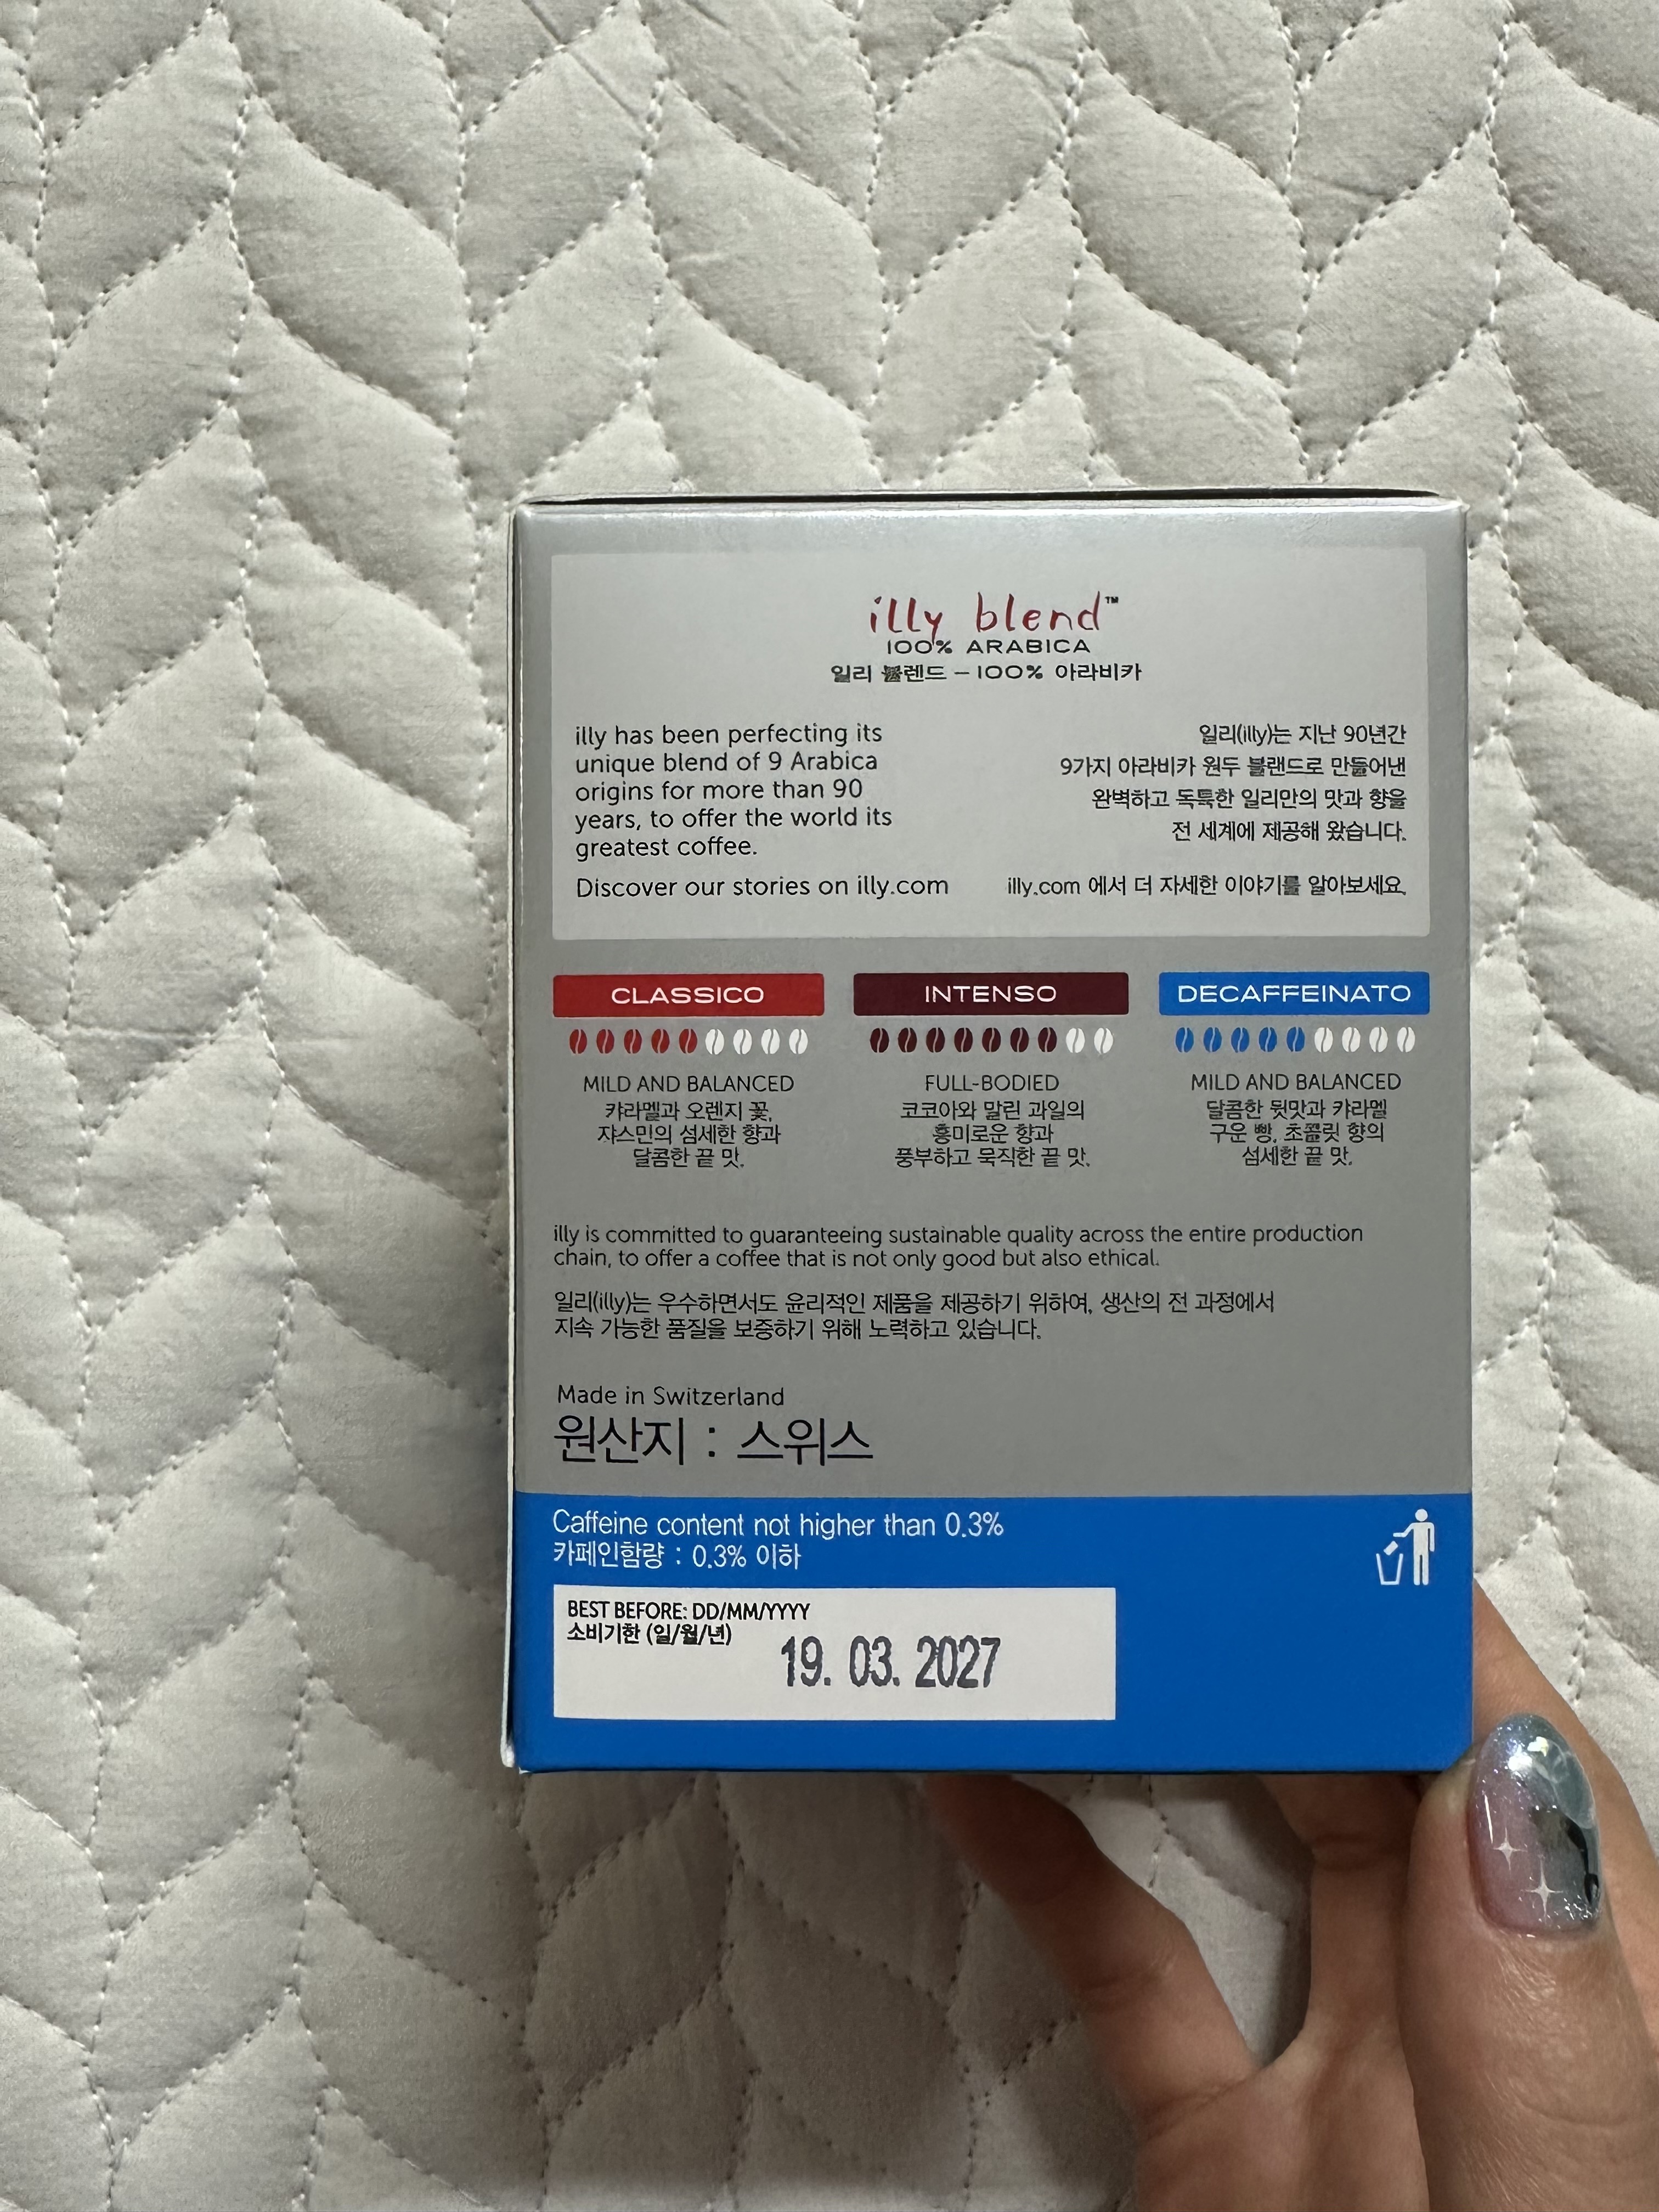 illy blend™
100% ARABICA
일리 블렌드 – 100% 아라비카
illy has been perfecting its
unique blend of 9 Arabica
origins for more than 90
years, to offer the world its
greatest coffee.
Discover our stories on illy.com
일리(illy)는 지난 90년간
9가지 아라비카 원두 블랜드로 만들어낸
완벽하고 독특한 일리만의 맛과 향을
전 세계에 제공해 왔습니다.
illy.com 에서 더 자세한 이야기를 알아보세요.
CLASSICO
MILD AND BALANCED
캬라멜과 오렌지 꽃,
쟈스민의 섬세한 향과
달콤한 끝 맛.
INTENSO
FULL-BODIED
코코아와 말린 과일의
흥미로운 향과
풍부하고 묵직한 끝 맛.
DECAFFEINATO
MILD AND BALANCED
달콤한 뒷맛과 캬라멜
구운 빵, 초콜릿 향의
섬세한 끝 맛.
illy is committed to guaranteeing sustainable quality across the entire production
chain, to offer a coffee that is not only good but also ethical.
일리(illy)는 우수하면서도 윤리적인 제품을 제공하기 위하여, 생산의 전 과정에서
지속 가능한 품질을 보증하기 위해 노력하고 있습니다.
Made in Switzerland
원산지 : 스위스
Caffeine content not higher than 0.3%
카페인함량 : 0.3% 이하
BEST BEFORE: DD/MM/YYYY
소비기한 (일/월/년)
19. 03. 2027